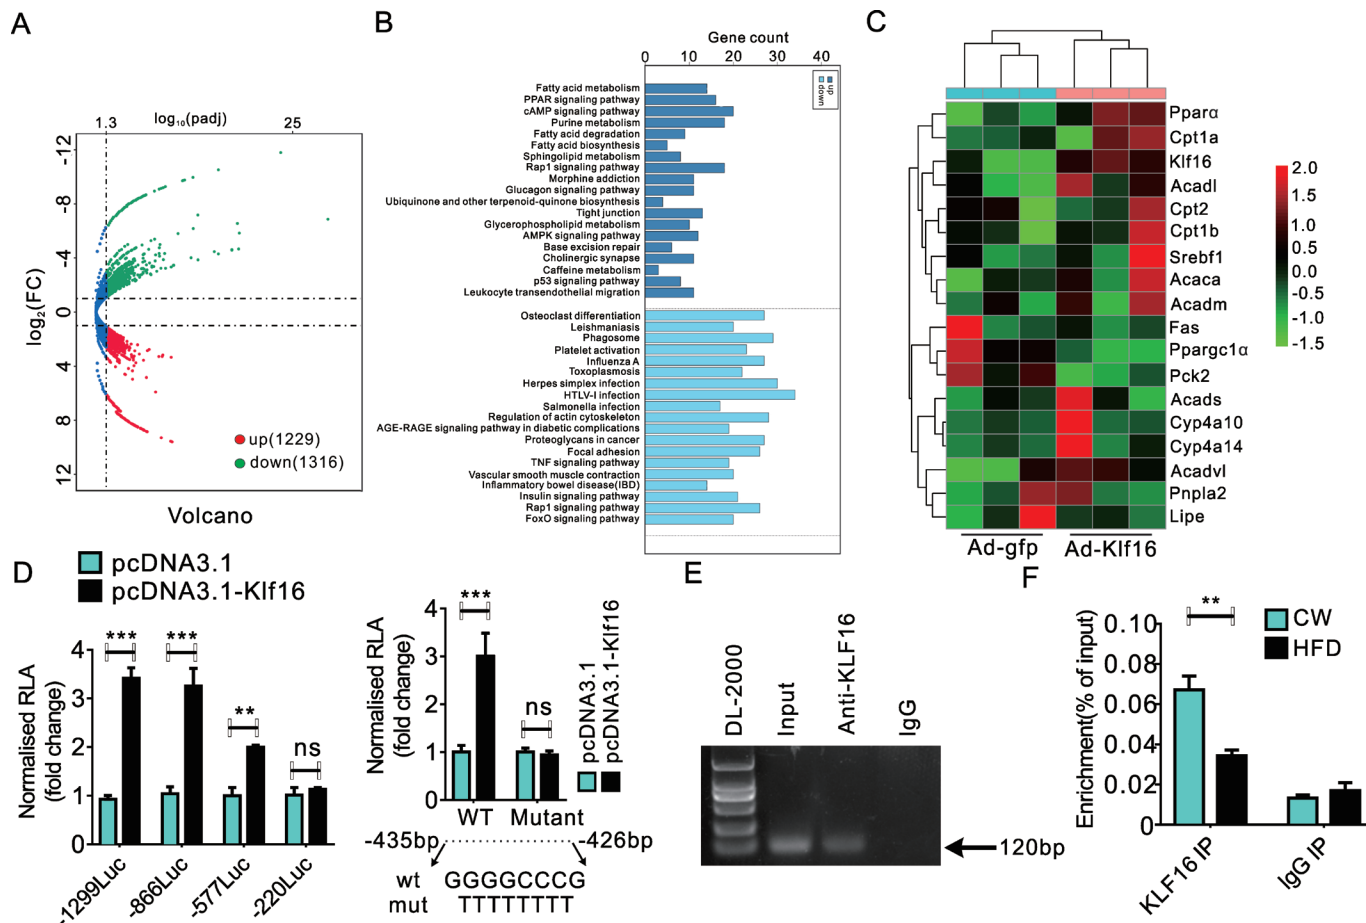 A
log10(padj)
1.3 25
-12
-8
-4
0
4
8
12
log2(FC)
up(1229)
down(1316)
Volcano
B
Gene count
0 10 20 30 40
up
down
Fatty acid metabolism
PPAR signaling pathway
cAMP signaling pathway
Purine metabolism
Fatty acid degradation
Fatty acid biosynthesis
Sphingolipid metabolism
Rap1 signaling pathway
Morphine addiction
Glucagon signaling pathway
Ubiquinone and other terpenoid-quinone biosynthesis
Tight junction
Glycerophospholipid metabolism
AMPK signaling pathway
Base excision repair
Cholinergic synapse
Caffeine metabolism
p53 signaling pathway
Leukocyte transendothelial migration
Osteoclast differentiation
Leishmaniasis
Phagosome
Platelet activation
Influenza A
Toxoplasmosis
Herpes simplex infection
HTLV-I infection
Salmonella infection
Regulation of actin cytoskeleton
AGE-RAGE signaling pathway in diabetic complications
Proteoglycans in cancer
Focal adhesion
TNF signaling pathway
Vascular smooth muscle contraction
Inflammatory bowel disease(IBD)
Insulin signaling pathway
Rap1 signaling pathway
FoxO signaling pathway
C
Pparα
Cpt1a
Klf16
Acadl
Cpt2
Cpt1b
Srebf1
Acaca
Acadm
Fas
Ppargc1α
Pck2
Acads
Cyp4a10
Cyp4a14
Acadvl
Pnpla2
Lipe
Ad-gfp Ad-Klf16
2.0
1.5
1.0
0.5
0.0
-0.5
-1.0
-1.5
D
pcDNA3.1
pcDNA3.1-Klf16
Normalised RLA
(fold change)
4
3
2
1
0
*** *** ** ns
-1299Luc -866Luc -577Luc -220Luc
Normalised RLA
(fold change)
4
3
2
1
0
*** ns
WT Mutant
pcDNA3.1
pcDNA3.1-Klf16
-435bp -426bp
wt GGGGCCCG
mut TTTTTTTT
E
DL-2000
Input
Anti-KLF16
IgG
120bp
F
Enrichment(% of input)
0.10
0.08
0.06
0.04
0.02
0
**
CW
HFD
KLF16 IP IgG IP